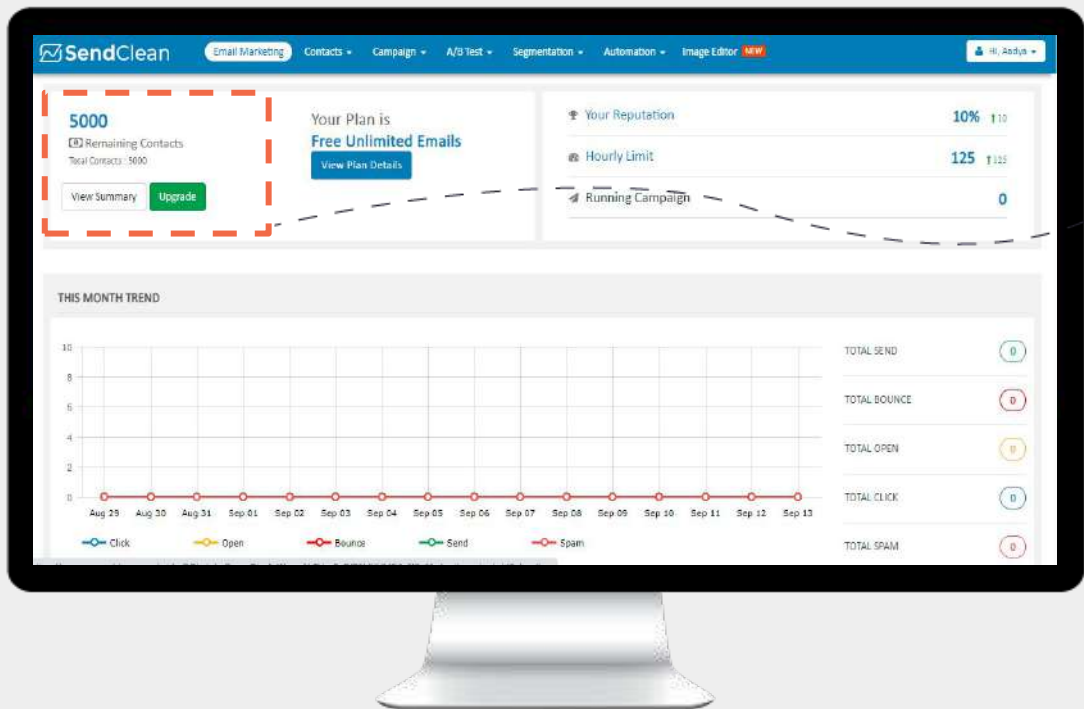 SendClean
Email Marketing Contacts Campaign A/B Test Segmentation Automation Image Editor NEW
Hi, Aadya
5000
Remaining Contacts
Total Contacts : 5000
View Summary Upgrade
Your Plan is
Free Unlimited Emails
View Plan Details
Your Reputation 10% 10
Hourly Limit 125 125
Running Campaign 0
THIS MONTH TREND
10
8
6
4
2
0
Aug 29 Aug 30 Aug 31 Sep 01 Sep 02 Sep 03 Sep 04 Sep 05 Sep 06 Sep 07 Sep 08 Sep 09 Sep 10 Sep 11 Sep 12 Sep 13
Click Open Bounce Send Spam
TOTAL SEND 0
TOTAL BOUNCE 0
TOTAL OPEN 0
TOTAL CLICK 0
TOTAL SPAM 0